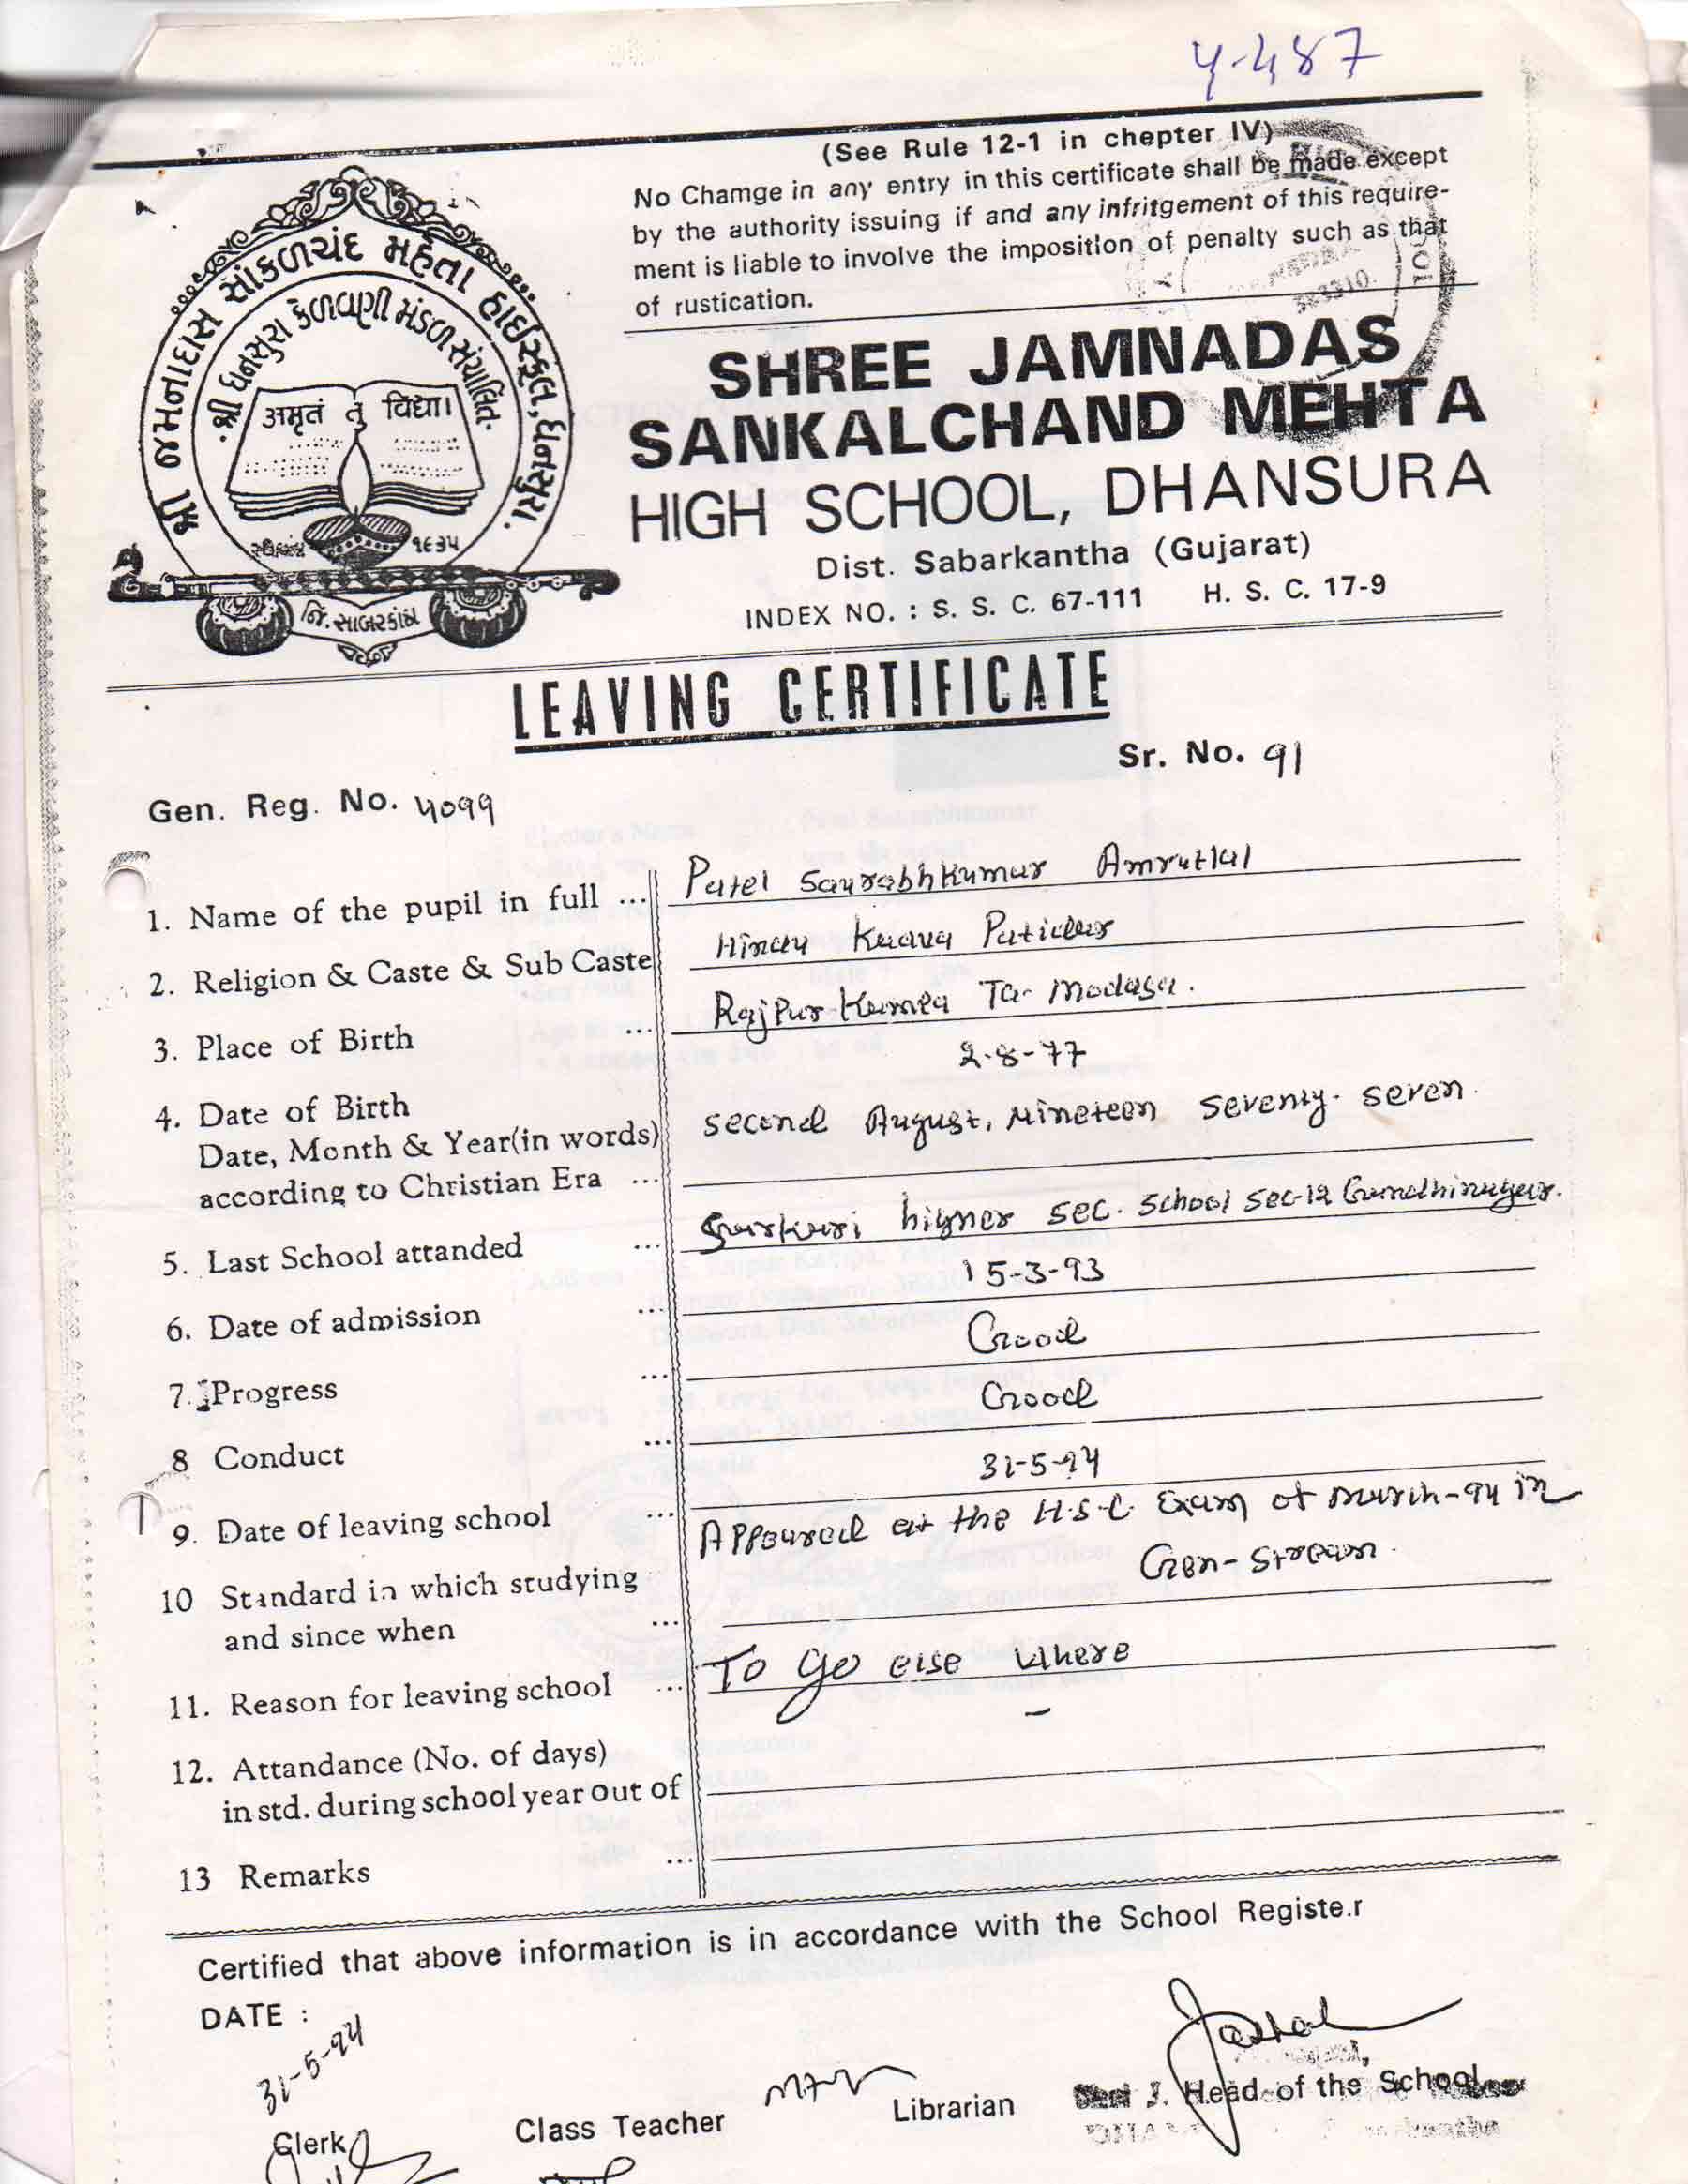 4-487
(See Rule 12-1 in chepter IV)
No Chamge in any entry in this certificate shall be made except
by the authority issuing if and any infritgement of this require-
ment is liable to involve the imposition of penalty such as that
of rustication.
શ્રી જમનાદાસ સાંકળચંદ મહેતા હાઇસ્કૂલ, ધનસુરા.
શ્રી ધનસુરા કેળવણી મંડળ સંચાલિત
अमृतं तु विद्या।
૧૯૩૫
જિ. સાબરકાંઠા
SHREE JAMNADAS
SANKALCHAND MEHTA
HIGH SCHOOL, DHANSURA
Dist. Sabarkantha (Gujarat)
INDEX NO. : S. S. C. 67-111 H. S. C. 17-9
LEAVING CERTIFICATE
Sr. No. 91
Gen. Reg. No. 4099
1. Name of the pupil in full ... Patel Saurabhkumar Amrutlal
2. Religion & Caste & Sub Caste Hindu Kadva Patidar
3. Place of Birth ... Rajpur Kampa Ta- Modasa.
4. Date of Birth 2-8-77
Date, Month & Year(in words) second August, Nineteen seventy-seven.
according to Christian Era ...
5. Last School attanded ... Sarkari higher sec. school sec-12 Gandhinagar.
6. Date of admission ... 15-3-93
7. Progress ... Good
8 Conduct ... Good
9. Date of leaving school ... 31-5-94
10 Standard in which studying Appeared at the H.S.C. Exam of march-94 in
and since when ... Gen-stream.
11. Reason for leaving school ... To go else where
12. Attandance (No. of days) -
in std. during school year out of
13 Remarks ...
Certified that above information is in accordance with the School Registe.r
DATE :
31-5-94
Clerk Class Teacher Librarian Head of the School